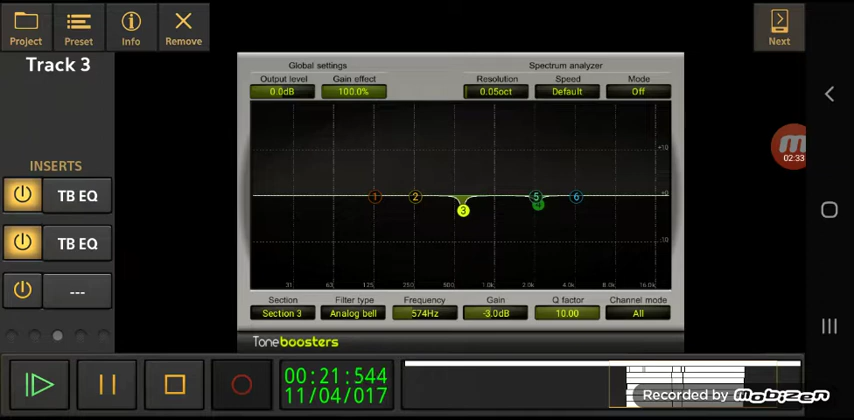 Project Preset Info Remove Next
Track 3
INSERTS
TB EQ
TB EQ
---
Global settings Spectrum analyzer
Output level Gain effect Resolution Speed Mode
0.0dB 100.0% 0.05oct Default Off
+10
+0
-10
1 2 3 5 6
4
31 63 125 250 500 1.0k 2.0k 4.0k 8.0k 16.0k
Section Filter type Frequency Gain Q factor Channel mode
Section 3 Analog bell 574Hz -3.0dB 10.00 All
Toneboosters
02:33
00:21:544
11/04/017
Recorded by Mobizen